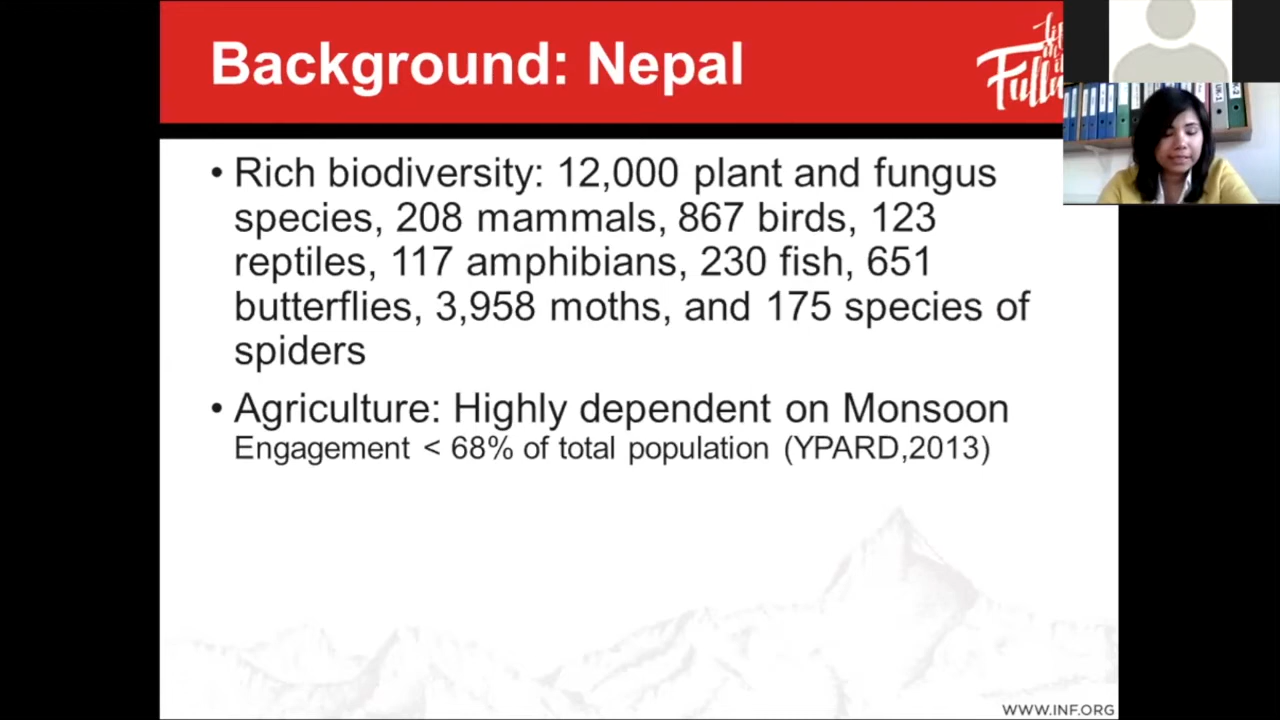 Background: Nepal
• Rich biodiversity: 12,000 plant and fungus
species, 208 mammals, 867 birds, 123
reptiles, 117 amphibians, 230 fish, 651
butterflies, 3,958 moths, and 175 species of
spiders
• Agriculture: Highly dependent on Monsoon
Engagement < 68% of total population (YPARD,2013)
WWW.INF.ORG